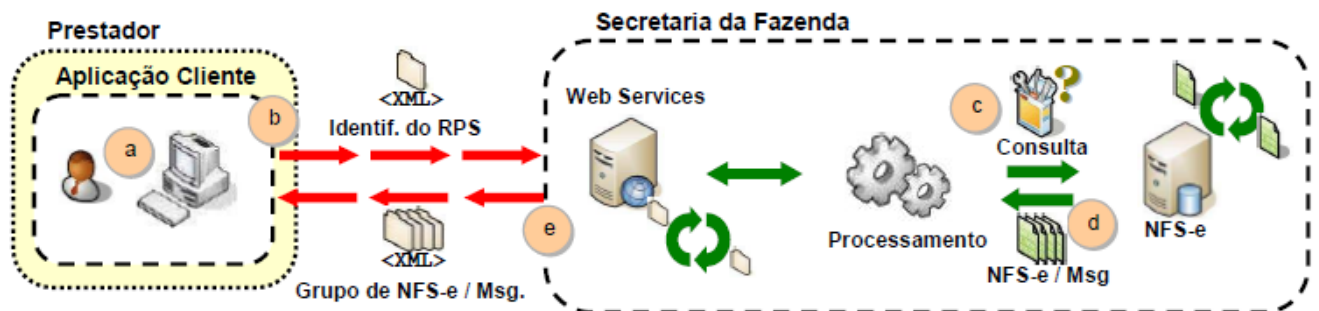 Prestador
Aplicação Cliente
a
b
<XML>
Identif. do RPS
<XML>
Grupo de NFS-e / Msg.
Secretaria da Fazenda
Web Services
e
Processamento
c
?
Consulta
d
NFS-e / Msg
NFS-e